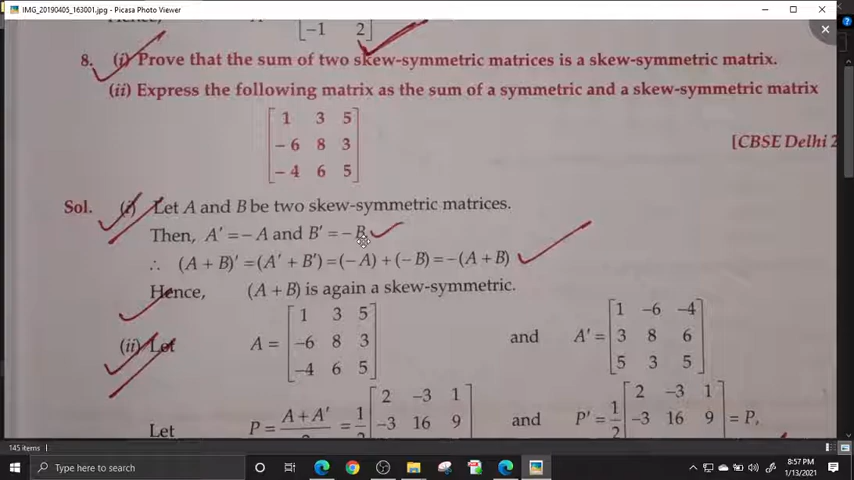 IMG_20190405_163001.jpg - Picasa Photo Viewer
[-1 2]
8. (i) Prove that the sum of two skew-symmetric matrices is a skew-symmetric matrix.
(ii) Express the following matrix as the sum of a symmetric and a skew-symmetric matrix
[1 3 5
-6 8 3
-4 6 5]
[CBSE Delhi 2
Sol. (i) Let A and B be two skew-symmetric matrices.
Then, A′ = – A and B′ = – B
∴ (A + B)′ = (A′ + B′) = (– A) + (– B) = – (A + B)
Hence, (A + B) is again a skew-symmetric.
(ii) Let A = [1 3 5
-6 8 3
-4 6 5] and A′ = [1 -6 -4
3 8 6
5 3 5]
Let P = A + A′ = 1 [2 -3 1
-3 16 9 and P′ = 1/2 [2 -3 1
-3 16 9 = P,
145 items
Type here to search
8:57 PM
1/13/2021